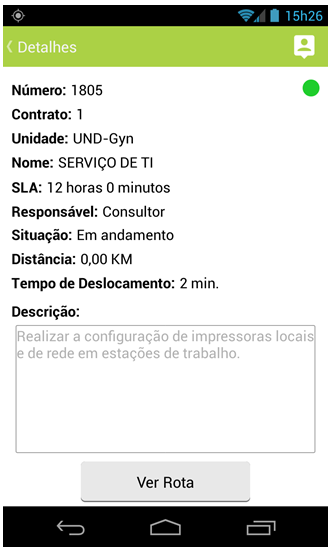 15h26
Detalhes
Número: 1805
Contrato: 1
Unidade: UND-Gyn
Nome: SERVIÇO DE TI
SLA: 12 horas 0 minutos
Responsável: Consultor
Situação: Em andamento
Distância: 0,00 KM
Tempo de Deslocamento: 2 min.
Descrição:
Realizar a configuração de impressoras locais
e de rede em estações de trabalho.
Ver Rota